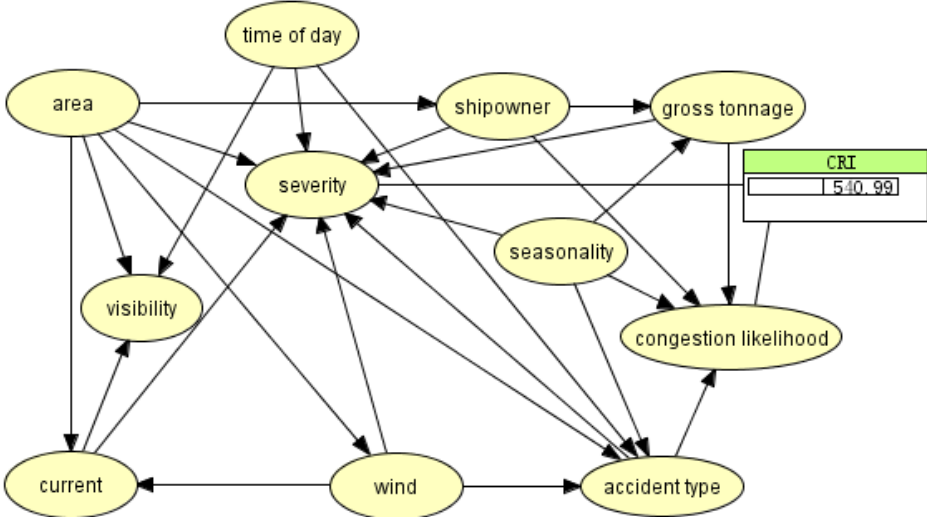 time of day
area
shipowner
gross tonnage
CRI
540.99
severity
seasonality
visibility
congestion likelihood
current
wind
accident type